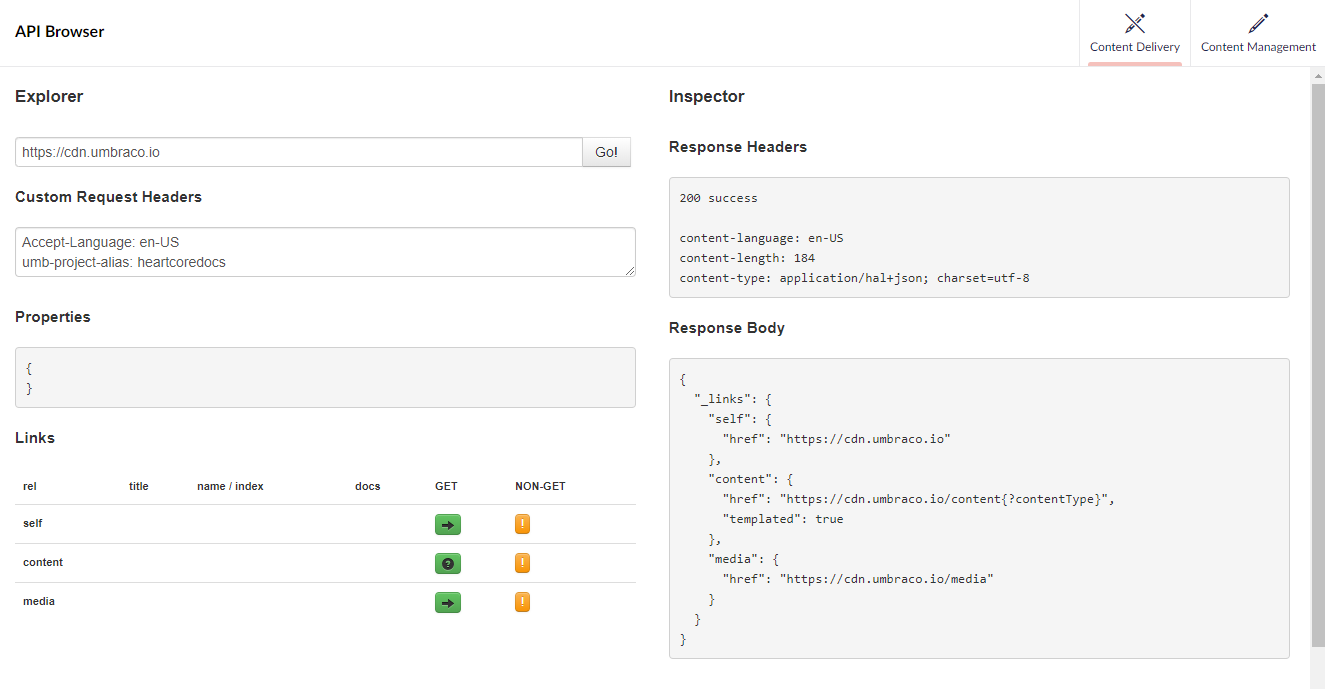 API Browser
Content Delivery
Content Management
Explorer
https://cdn.umbraco.io
Go!
Custom Request Headers
Accept-Language: en-US
umb-project-alias: heartcoredocs
Properties
{
}
Links
rel title name / index docs GET NON-GET
self !
content ? !
media !
Inspector
Response Headers
200 success
content-language: en-US
content-length: 184
content-type: application/hal+json; charset=utf-8
Response Body
{
"_links": {
"self": {
"href": "https://cdn.umbraco.io"
},
"content": {
"href": "https://cdn.umbraco.io/content{?contentType}",
"templated": true
},
"media": {
"href": "https://cdn.umbraco.io/media"
}
}
}